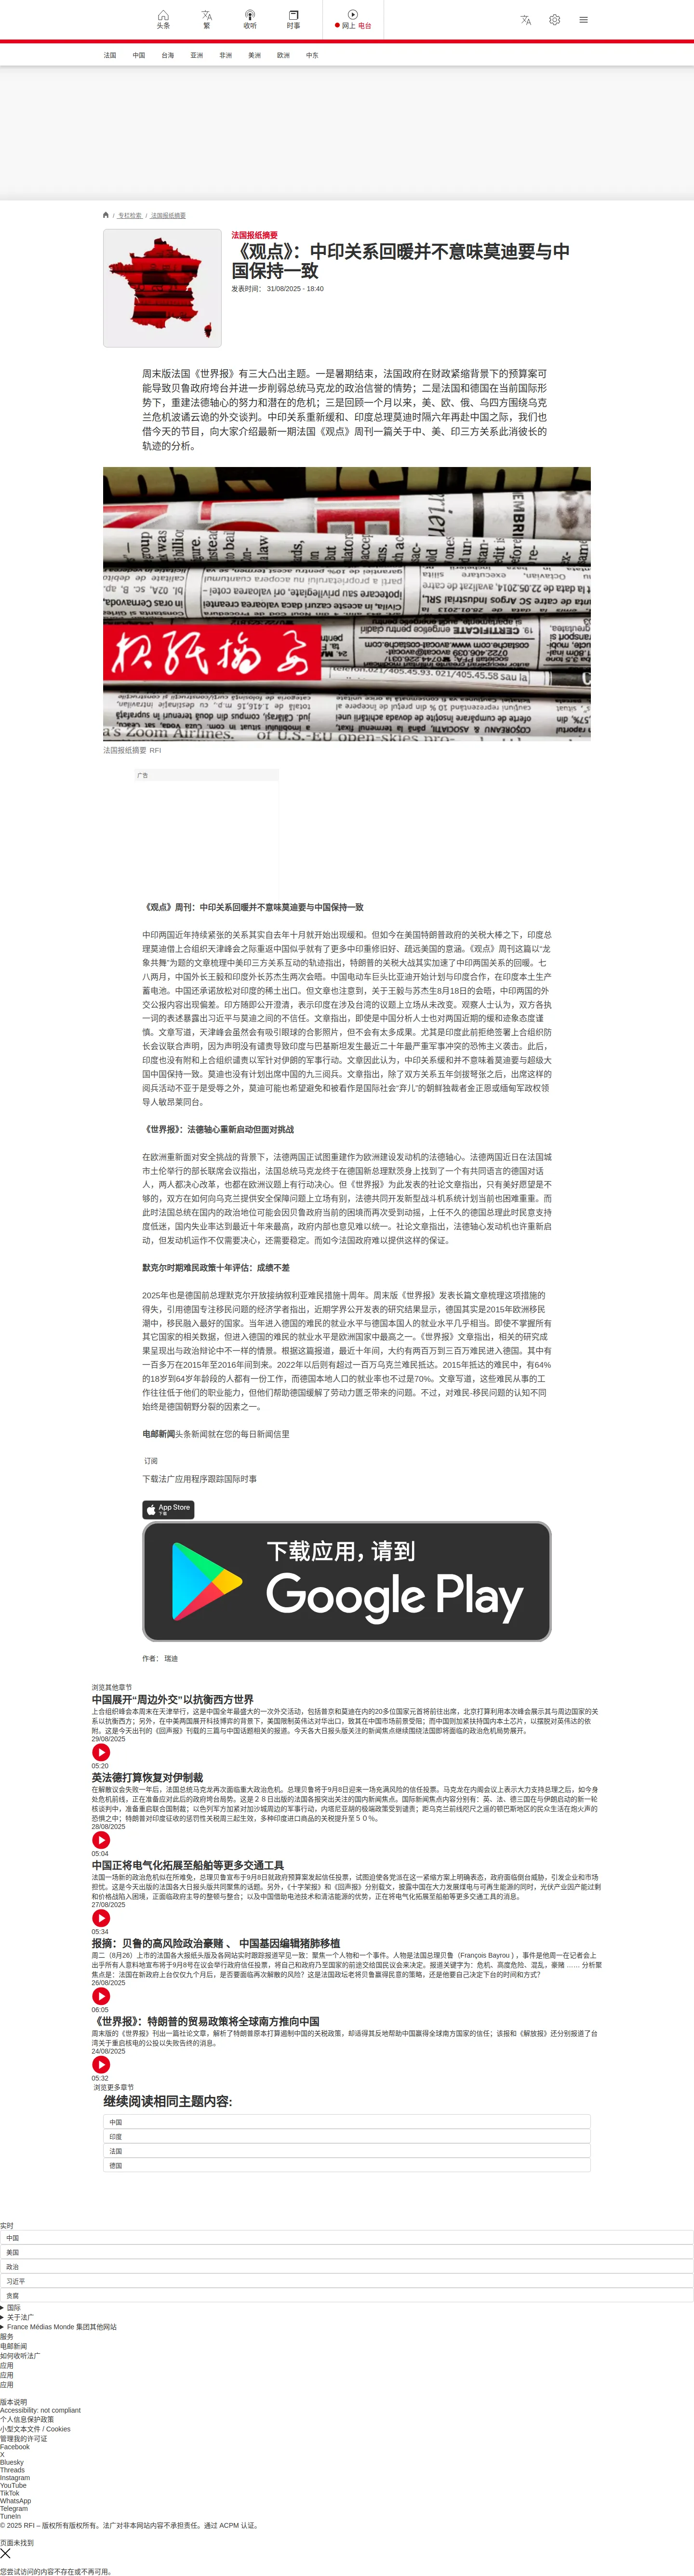 头条
繁
收听
时事
网上 电台
法国
中国
台海
亚洲
非洲
美洲
欧洲
中东
/ 专栏检索 / 法国报纸摘要
法国报纸摘要
《观点》：中印关系回暖并不意味莫迪要与中
国保持一致
发表时间： 31/08/2025 - 18:40
周末版法国《世界报》有三大凸出主题。一是暑期结束，法国政府在财政紧缩背景下的预算案可
能导致贝鲁政府垮台并进一步削弱总统马克龙的政治信誉的情势；二是法国和德国在当前国际形
势下，重建法德轴心的努力和潜在的危机；三是回顾一个月以来，美、欧、俄、乌四方围绕乌克
兰危机波谲云诡的外交谈判。中印关系重新缓和、印度总理莫迪时隔六年再赴中国之际，我们也
借今天的节目，向大家介绍最新一期法国《观点》周刊一篇关于中、美、印三方关系此消彼长的
轨迹的分析。
报纸摘要
法国报纸摘要 RFI
广告
《观点》周刊：中印关系回暖并不意味莫迪要与中国保持一致
中印两国近年持续紧张的关系其实自去年十月就开始出现缓和。但如今在美国特朗普政府的关税大棒之下，印度总
理莫迪借上合组织天津峰会之际重返中国似乎就有了更多中印重修旧好、疏远美国的意涵。《观点》周刊这篇以“龙
象共舞”为题的文章梳理中美印三方关系互动的轨迹指出，特朗普的关税大战其实加速了中印两国关系的回暖。七
八两月，中国外长王毅和印度外长苏杰生两次会晤。中国电动车巨头比亚迪开始计划与印度合作，在印度本土生产
蓄电池。中国还承诺放松对印度的稀土出口。但文章也注意到，关于王毅与苏杰生8月18日的会晤，中印两国的外
交公报内容出现偏差。印方随即公开澄清，表示印度在涉及台湾的议题上立场从未改变。观察人士认为，双方各执
一词的表述暴露出习近平与莫迪之间的不信任。文章指出，即使是中国分析人士也对两国近期的缓和迹象态度谨
慎。文章写道，天津峰会虽然会有吸引眼球的合影照片，但不会有太多成果。尤其是印度此前拒绝签署上合组织防
长会议联合声明，因为声明没有谴责导致印度与巴基斯坦发生最近二十年最严重军事冲突的恐怖主义袭击。此后，
印度也没有附和上合组织谴责以军针对伊朗的军事行动。文章因此认为，中印关系缓和并不意味着莫迪要与超级大
国中国保持一致。莫迪也没有计划出席中国的九三阅兵。文章指出，除了双方关系五年剑拔弩张之后，出席这样的
阅兵活动不亚于是受辱之外，莫迪可能也希望避免和被看作是国际社会“弃儿”的朝鲜独裁者金正恩或缅甸军政权领
导人敏昂莱同台。
《世界报》：法德轴心重新启动但面对挑战
在欧洲重新面对安全挑战的背景下，法德两国正试图重建作为欧洲建设发动机的法德轴心。法德两国近日在法国城
市土伦举行的部长联席会议指出，法国总统马克龙终于在德国新总理默茨身上找到了一个有共同语言的德国对话
人，两人都决心改革，也都在欧洲议题上有行动决心。但《世界报》为此发表的社论文章指出，只有美好愿望是不
够的，双方在如何向乌克兰提供安全保障问题上立场有别，法德共同开发新型战斗机系统计划当前也困难重重。而
此时法国总统在国内的政治地位可能会因贝鲁政府当前的困境而再次受到动摇，上任不久的德国总理此时民意支持
度低迷，国内失业率达到最近十年来最高，政府内部也意见难以统一。社论文章指出，法德轴心发动机也许重新启
动，但发动机运作不仅需要决心，还需要稳定。而如今法国政府难以提供这样的保证。
默克尔时期难民政策十年评估：成绩不差
2025年也是德国前总理默克尔开放接纳叙利亚难民措施十周年。周末版《世界报》发表长篇文章梳理这项措施的
得失，引用德国专注移民问题的经济学者指出，近期学界公开发表的研究结果显示，德国其实是2015年欧洲移民
潮中，移民融入最好的国家。当年进入德国的难民的就业水平与德国本国人的就业水平几乎相当。即使不掌握所有
其它国家的相关数据，但进入德国的难民的就业水平是欧洲国家中最高之一。《世界报》文章指出，相关的研究成
果呈现出与政治辩论中不一样的情景。根据这篇报道，最近十年间，大约有两百万到三百万难民进入德国。其中有
一百多万在2015年至2016年间到来。2022年以后则有超过一百万乌克兰难民抵达。2015年抵达的难民中，有64%
的18岁到64岁年龄段的人都有一份工作，而德国本地人口的就业率也不过是70%。文章写道，这些难民从事的工
作往往低于他们的职业能力，但他们帮助德国缓解了劳动力匮乏带来的问题。不过，对难民-移民问题的认知不同
始终是德国朝野分裂的因素之一。
电邮新闻头条新闻就在您的每日新闻信里
订阅
下载法广应用程序跟踪国际时事
App Store
下载
下载应用，请到
Google Play
作者： 瑞迪
浏览其他章节
中国展开“周边外交”以抗衡西方世界
上合组织峰会本周末在天津举行，这是中国全年最盛大的一次外交活动，包括普京和莫迪在内的20多位国家元首将前往出席，北京打算利用本次峰会展示其与周边国家的关
系以抗衡西方；另外，在中美两国展开科技博弈的背景下，美国限制英伟达对华出口，致其在中国市场前景受阻；而中国则加紧扶持国内本土芯片，以摆脱对英伟达的依
附。这是今天出刊的《回声报》刊载的三篇与中国话题相关的报道。今天各大日报头版关注的新闻焦点继续围绕法国即将面临的政治危机局势展开。
29/08/2025
05:20
英法德打算恢复对伊制裁
在解散议会失败一年后，法国总统马克龙再次面临重大政治危机。总理贝鲁将于9月8日迎来一场充满风险的信任投票。马克龙在内阁会议上表示大力支持总理之后，如今身
处危机前线，正在准备应对此后的政府垮台局势。这是２８日出版的法国各报突出关注的国内新闻焦点。国际新闻焦点内容分别有：英、法、德三国在与伊朗启动的新一轮
核谈判中，准备重启联合国制裁；以色列军方加紧对加沙城周边的军事行动，内塔尼亚胡的极端政策受到谴责；距乌克兰前线咫尺之遥的顿巴斯地区的民众生活在炮火声的
恐惧之中；特朗普对印度征收的惩罚性关税周三起生效，多种印度进口商品的关税提升至５０％。
28/08/2025
05:04
中国正将电气化拓展至船舶等更多交通工具
法国一场新的政治危机似在所难免，总理贝鲁宣布于9月8日就政府预算案发起信任投票，试图迫使各党派在这一紧缩方案上明确表态，政府面临倒台威胁，引发企业和市场
担忧。这是今天出版的法国各大日报头版共同聚焦的话题。另外，《十字架报》和《回声报》分别载文，披露中国在大力发展煤电与可再生能源的同时，光伏产业因产能过剩
和价格战陷入困境，正面临政府主导的整顿与整合；以及中国借助电池技术和清洁能源的优势，正在将电气化拓展至船舶等更多交通工具的消息。
27/08/2025
05:34
报摘：贝鲁的高风险政治豪赌 、 中国基因编辑猪肺移植
周二（8月26）上市的法国各大报纸头版及各网站实时跟踪报道罕见一致：聚焦一个人物和一个事件。人物是法国总理贝鲁（François Bayrou ) ，事件是他周一在记者会上
出乎所有人意料地宣布将于9月8号在议会举行政府信任投票，将自己和政府乃至国家的前途交给国民议会来决定。报道关键字为：危机、高度危险、混乱，豪赌 …… 分析聚
焦点是：法国在新政府上台仅仅九个月后，是否要面临再次解散的风险？这是法国政坛老将贝鲁赢得民意的策略，还是他要自己决定下台的时间和方式？
26/08/2025
06:05
《世界报》：特朗普的贸易政策将全球南方推向中国
周末版的《世界报》刊出一篇社论文章，解析了特朗普原本打算遏制中国的关税政策，却适得其反地帮助中国赢得全球南方国家的信任；该报和《解放报》还分别报道了台
湾关于重启核电的公投以失败告终的消息。
24/08/2025
05:32
浏览更多章节
继续阅读相同主题内容:
中国
印度
法国
德国
实时
中国
美国
政治
习近平
贪腐
国际
关于法广
France Médias Monde 集团其他网站
服务
电邮新闻
如何收听法广
应用
应用
应用
版本说明
Accessibility: not compliant
个人信息保护政策
小型文本文件 / Cookies
管理我的许可证
Facebook
X
Bluesky
Threads
Instagram
YouTube
TikTok
WhatsApp
Telegram
TuneIn
© 2025 RFI – 版权所有版权所有。法广对非本网站内容不承担责任。通过 ACPM 认证。
页面未找到
您尝试访问的内容不存在或不再可用。